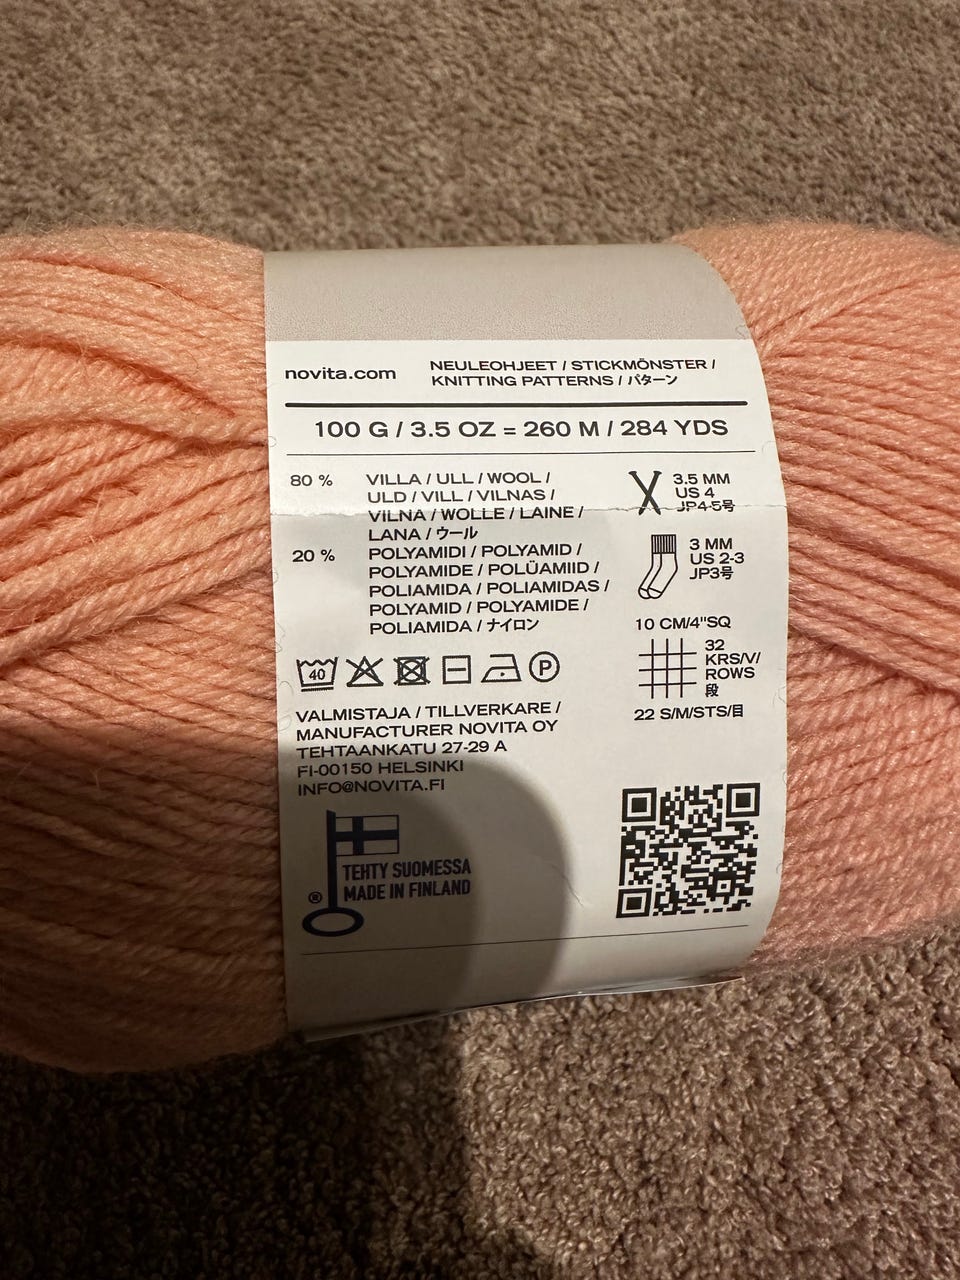 novita.com
NEULEOHJEET / STICKMÖNSTER /
KNITTING PATTERNS / パターン
100 G / 3.5 OZ = 260 M / 284 YDS
80 %
VILLA / ULL / WOOL /
ULD / VILL / VILNAS /
VILNA / WOLLE / LAINE /
LANA / ウール
20 %
POLYAMIDI / POLYAMID /
POLYAMIDE / POLÜAMIID /
POLIAMIDA / POLIAMIDAS /
POLYAMID / POLYAMIDE /
POLIAMIDA / ナイロン
3.5 MM
US 4
JP4-5号
3 MM
US 2-3
JP3号
10 CM/4"SQ
32
KRS/V/
ROWS
段
22 S/M/STS/目
40
P
VALMISTAJA / TILLVERKARE /
MANUFACTURER NOVITA OY
TEHTAANKATU 27-29 A
FI-00150 HELSINKI
INFO@NOVITA.FI
TEHTY SUOMESSA
® MADE IN FINLAND